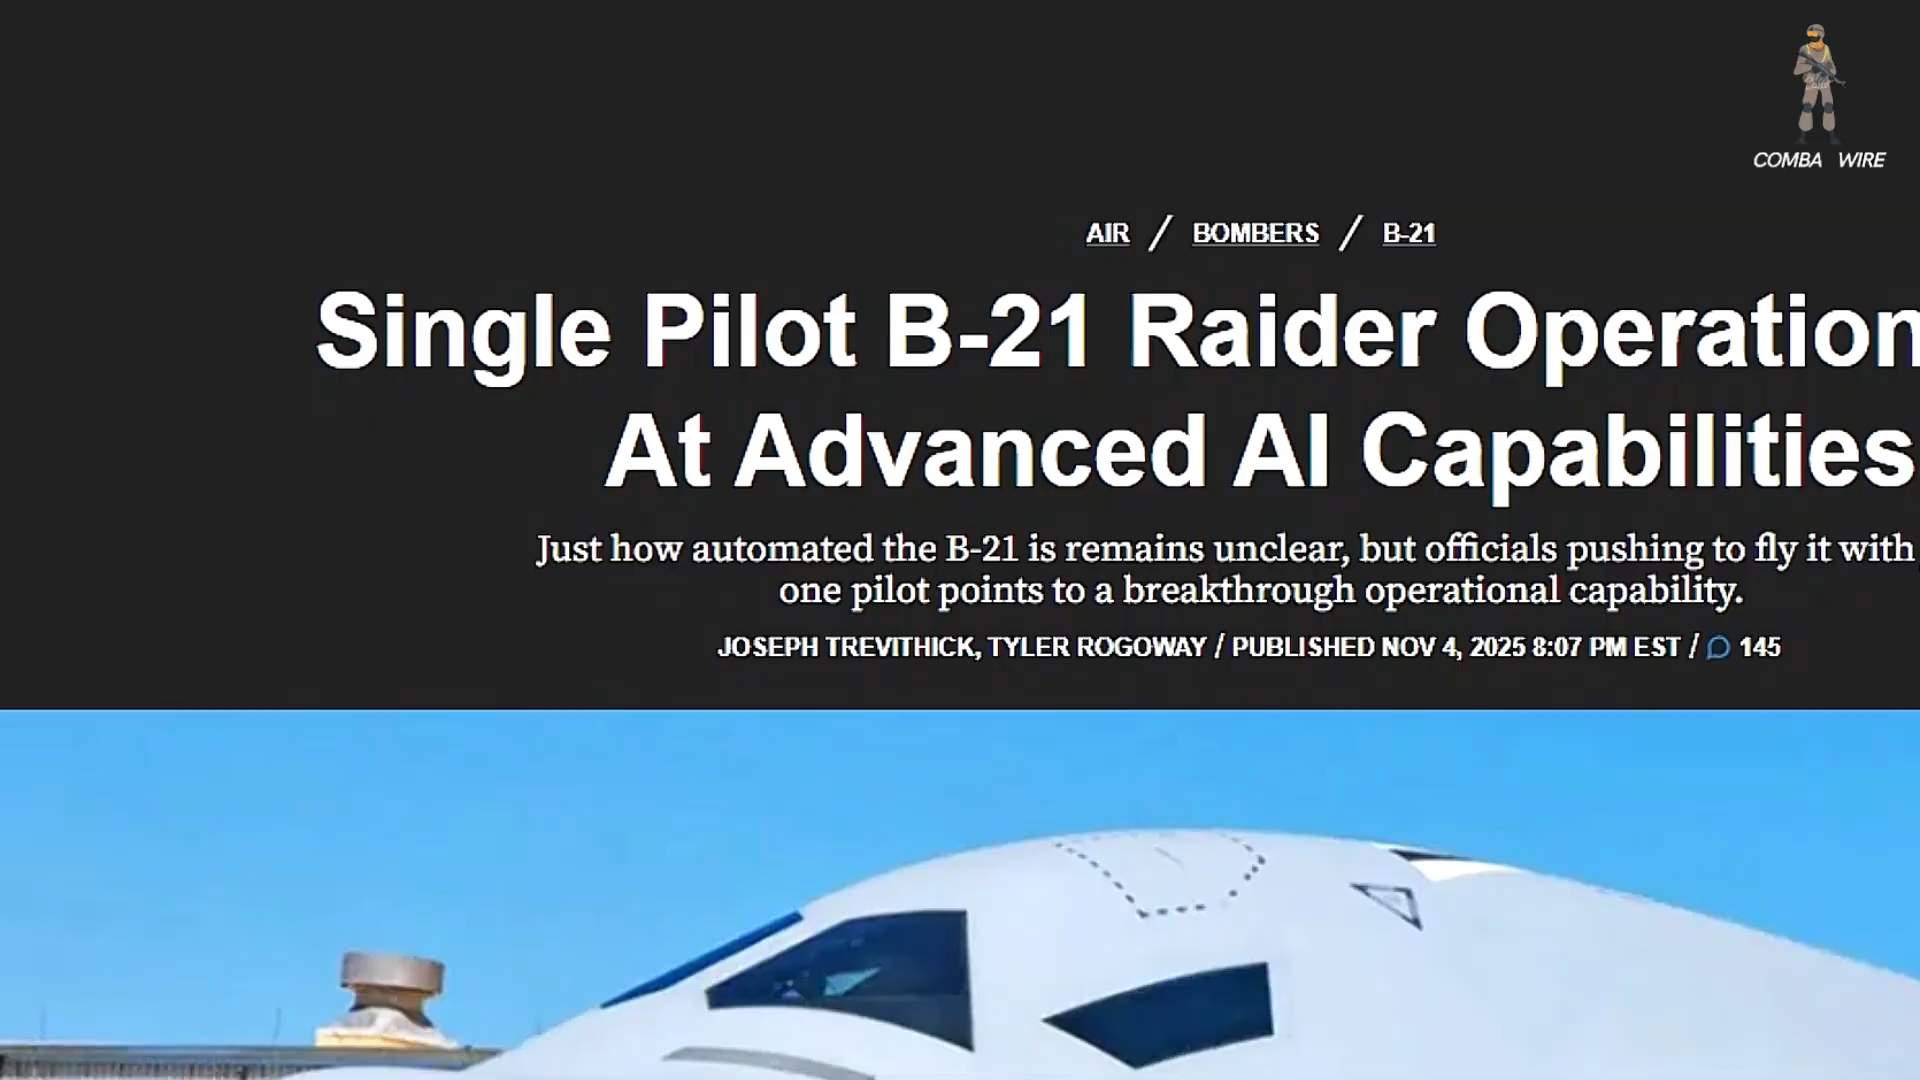 COMBA WIRE
AIR / BOMBERS / B-21
Single Pilot B-21 Raider Operation
At Advanced AI Capabilities
Just how automated the B-21 is remains unclear, but officials pushing to fly it with
one pilot points to a breakthrough operational capability.
JOSEPH TREVITHICK, TYLER ROGOWAY / PUBLISHED NOV 4, 2025 8:07 PM EST / 145